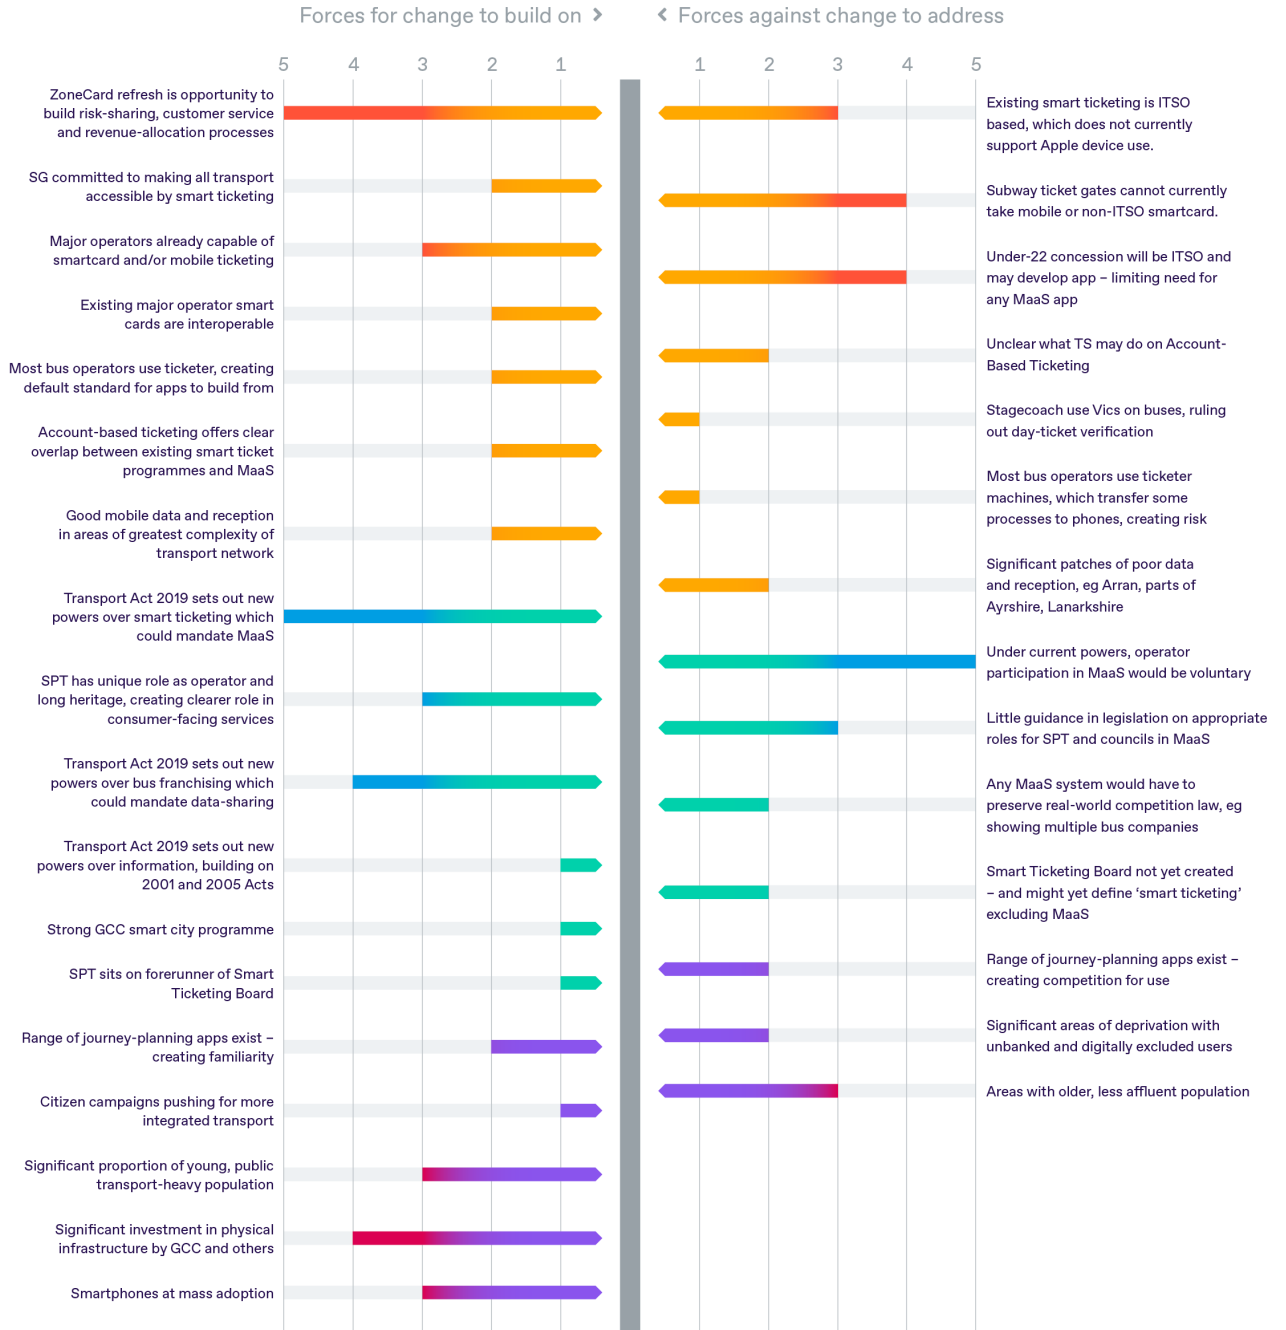 Forces for change to build on
Forces against change to address
5 4 3 2 1
1 2 3 4 5
ZoneCard refresh is opportunity to
build risk-sharing, customer service
and revenue-allocation processes
SG committed to making all transport
accessible by smart ticketing
Major operators already capable of
smartcard and/or mobile ticketing
Existing major operator smart
cards are interoperable
Most bus operators use ticketer, creating
default standard for apps to build from
Account-based ticketing offers clear
overlap between existing smart ticket
programmes and MaaS
Good mobile data and reception
in areas of greatest complexity of
transport network
Transport Act 2019 sets out new
powers over smart ticketing which
could mandate MaaS
SPT has unique role as operator and
long heritage, creating clearer role in
consumer-facing services
Transport Act 2019 sets out new
powers over bus franchising which
could mandate data-sharing
Transport Act 2019 sets out new
powers over information, building on
2001 and 2005 Acts
Strong GCC smart city programme
SPT sits on forerunner of Smart
Ticketing Board
Range of journey-planning apps exist –
creating familiarity
Citizen campaigns pushing for more
integrated transport
Significant proportion of young, public
transport-heavy population
Significant investment in physical
infrastructure by GCC and others
Smartphones at mass adoption
Existing smart ticketing is ITSO
based, which does not currently
support Apple device use.
Subway ticket gates cannot currently
take mobile or non-ITSO smartcard.
Under-22 concession will be ITSO and
may develop app – limiting need for
any MaaS app
Unclear what TS may do on Account-
Based Ticketing
Stagecoach use Vics on buses, ruling
out day-ticket verification
Most bus operators use ticketer
machines, which transfer some
processes to phones, creating risk
Significant patches of poor data
and reception, eg Arran, parts of
Ayrshire, Lanarkshire
Under current powers, operator
participation in MaaS would be voluntary
Little guidance in legislation on appropriate
roles for SPT and councils in MaaS
Any MaaS system would have to
preserve real-world competition law, eg
showing multiple bus companies
Smart Ticketing Board not yet created
– and might yet define ‘smart ticketing’
excluding MaaS
Range of journey-planning apps exist –
creating competition for use
Significant areas of deprivation with
unbanked and digitally excluded users
Areas with older, less affluent population